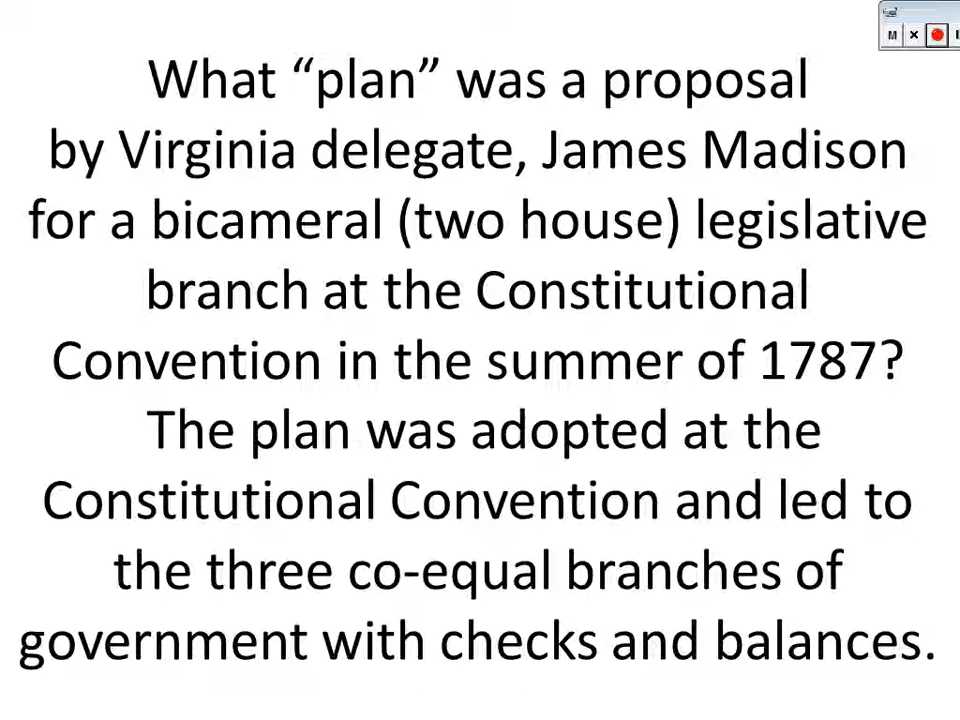 M
What “plan” was a proposal
by Virginia delegate, James Madison
for a bicameral (two house) legislative
branch at the Constitutional
Convention in the summer of 1787?
The plan was adopted at the
Constitutional Convention and led to
the three co-equal branches of
government with checks and balances.